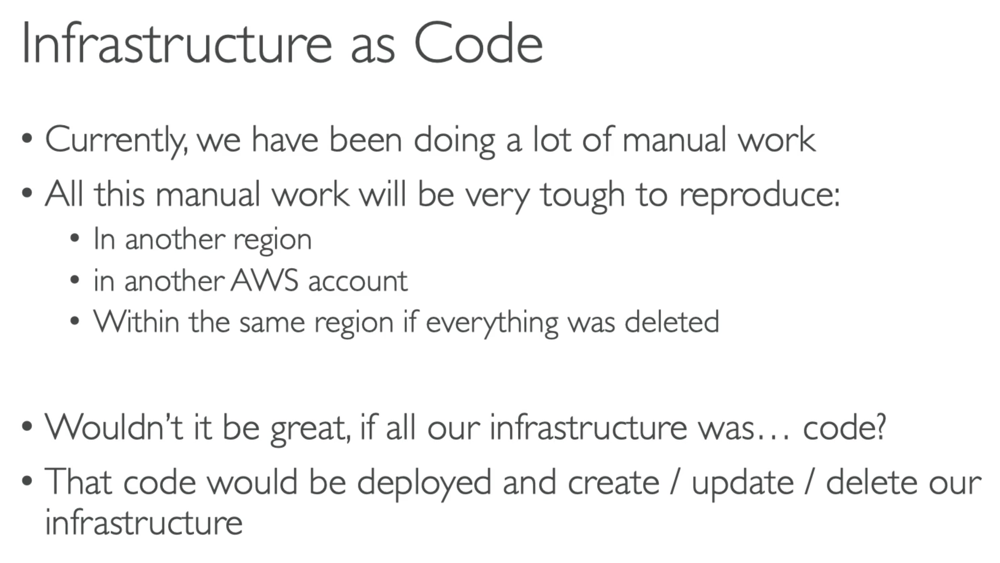 Infrastructure as Code
• Currently, we have been doing a lot of manual work
• All this manual work will be very tough to reproduce:
• In another region
• in another AWS account
• Within the same region if everything was deleted
• Wouldn’t it be great, if all our infrastructure was… code?
• That code would be deployed and create / update / delete our
infrastructure